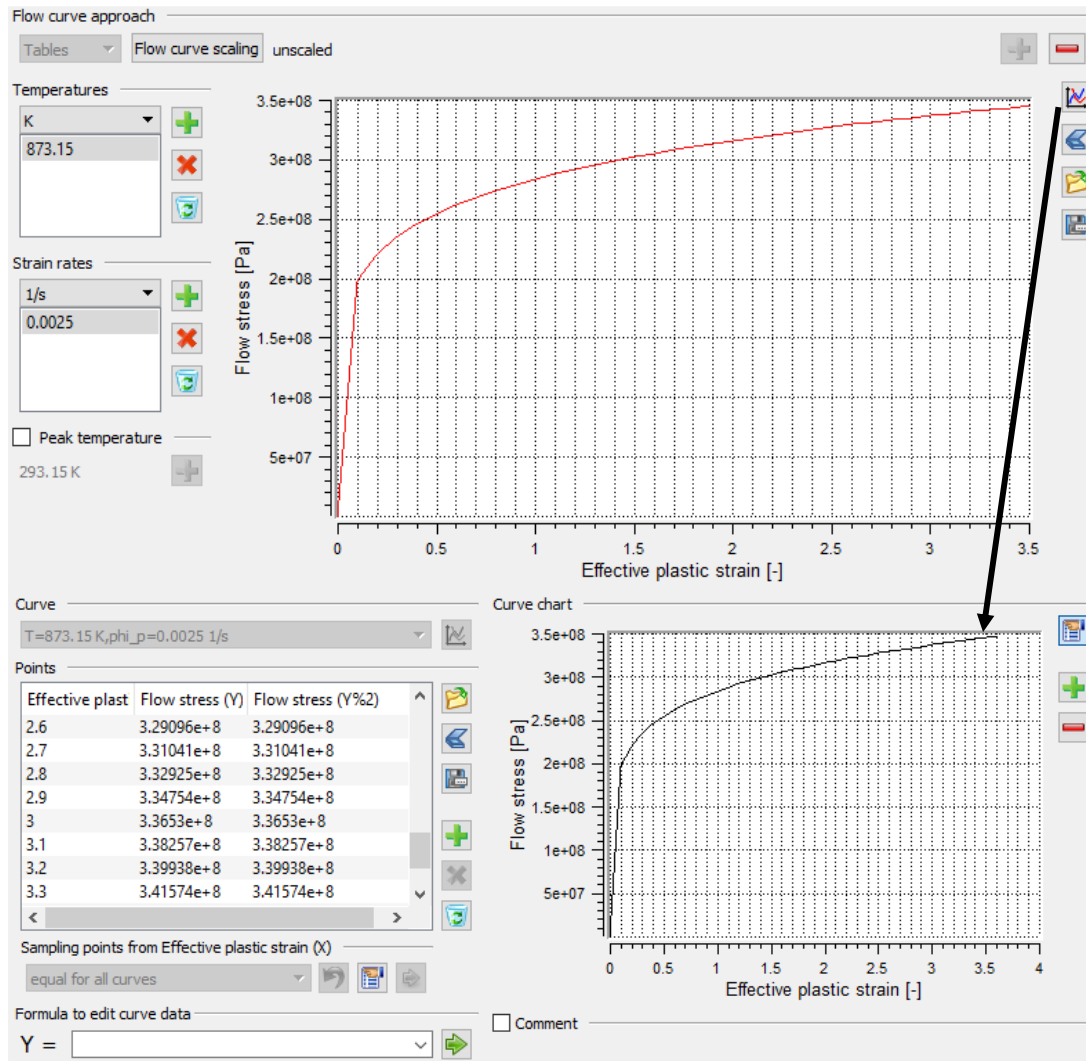 Flow curve approach
Tables Flow curve scaling unscaled
Temperatures
K
873.15
Strain rates
1/s
0.0025
Peak temperature
293.15 K
3.5e+08
3e+08
2.5e+08
2e+08
1.5e+08
1e+08
5e+07
Flow stress [Pa]
0 0.5 1 1.5 2 2.5 3 3.5
Effective plastic strain [-]
Curve
T=873.15 K,phi_p=0.0025 1/s
Points
Effective plast Flow stress (Y) Flow stress (Y%2)
2.6 3.29096e+8 3.29096e+8
2.7 3.31041e+8 3.31041e+8
2.8 3.32925e+8 3.32925e+8
2.9 3.34754e+8 3.34754e+8
3 3.3653e+8 3.3653e+8
3.1 3.38257e+8 3.38257e+8
3.2 3.39938e+8 3.39938e+8
3.3 3.41574e+8 3.41574e+8
Sampling points from Effective plastic strain (X)
equal for all curves
Formula to edit curve data
Y =
Curve chart
3.5e+08
3e+08
2.5e+08
2e+08
1.5e+08
1e+08
5e+07
Flow stress [Pa]
0 0.5 1 1.5 2 2.5 3 3.5 4
Effective plastic strain [-]
Comment